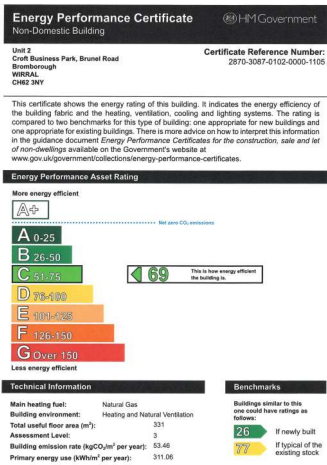 Energy Performance Certificate
Non-Domestic Building
HM Government
Unit 2
Croft Business Park, Brunel Road
Bromborough
WIRRAL
CH62 3NY
Certificate Reference Number:
2870-3087-0102-0000-1105
This certificate shows the energy rating of this building. It indicates the energy efficiency of
the building fabric and the heating, ventilation, cooling and lighting systems. The rating is
compared to two benchmarks for this type of building: one appropriate for new buildings and
one appropriate for existing buildings. There is more advice on how to interpret this information
in the guidance document Energy Performance Certificates for the construction, sale and let
of non-dwellings available on the Government's website at
www.gov.uk/government/collections/energy-performance-certificates.
Energy Performance Asset Rating
More energy efficient
A+
Net zero CO₂ emissions
A 0-25
B 26-50
C 51-75
69
This is how energy efficient
the building is.
D 76-100
E 101-125
F 126-150
G Over 150
Less energy efficient
Technical Information
Main heating fuel: Natural Gas
Building environment: Heating and Natural Ventilation
Total useful floor area (m²): 331
Assessment Level: 3
Building emission rate (kgCO₂/m² per year): 53.46
Primary energy use (kWh/m² per year): 311.06
Benchmarks
Buildings similar to this
one could have ratings as
follows:
26 If newly built
77 If typical of the
existing stock